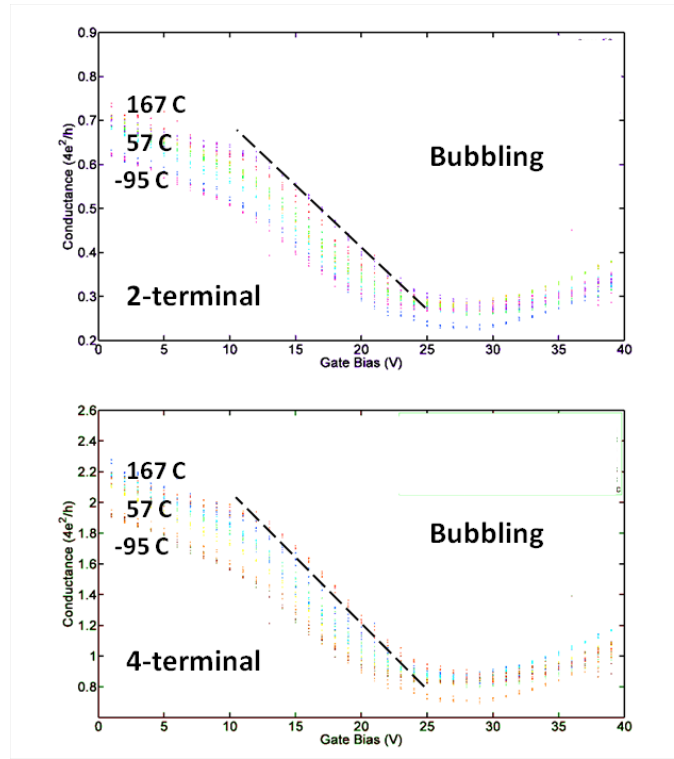 0.9
0.8
0.7
0.6
0.5
0.4
0.3
0.2
Conductance (4e²/h)
167 C
57 C
-95 C
Bubbling
2-terminal
0 5 10 15 20 25 30 35 40
Gate Bias (V)
2.6
2.4
2.2
2
1.8
1.6
1.4
1.2
1
0.8
Conductance (4e²/h)
167 C
57 C
-95 C
Bubbling
4-terminal
0 5 10 15 20 25 30 35 40
Gate Bias (V)